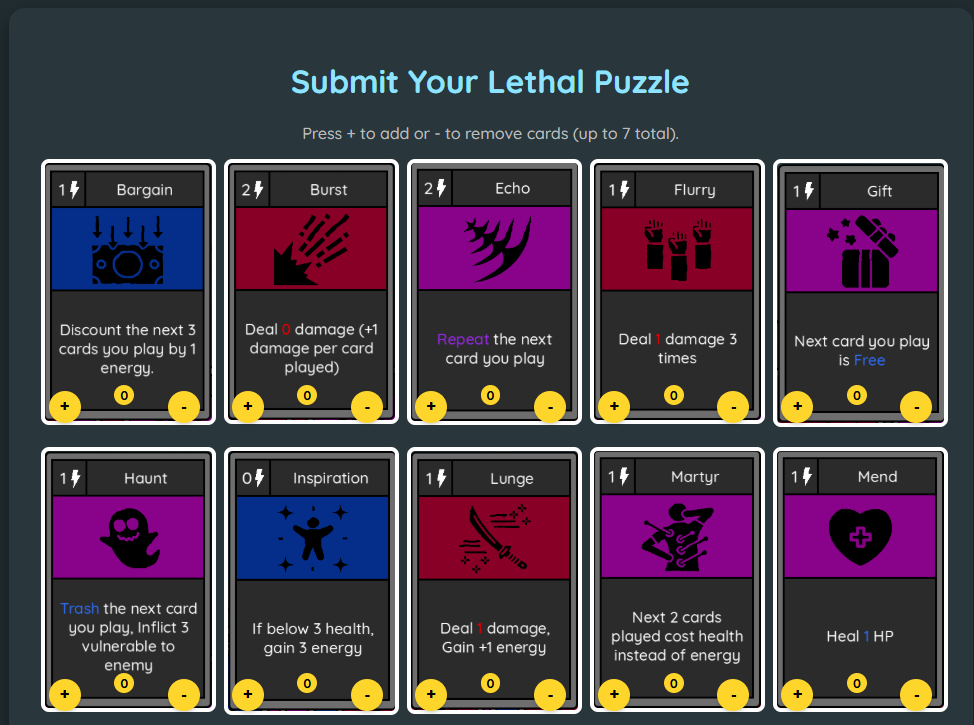 Submit Your Lethal Puzzle
Press + to add or - to remove cards (up to 7 total).
1 Bargain
Discount the next 3
cards you play by 1
energy.
+ 0 -
2 Burst
Deal 0 damage (+1
damage per card
played)
+ 0 -
2 Echo
Repeat the next
card you play
+ 0 -
1 Flurry
Deal 1 damage 3
times
+ 0 -
1 Gift
Next card you play
is Free
+ 0 -
1 Haunt
Trash the next card
you play, Inflict 3
vulnerable to
enemy
+ 0 -
0 Inspiration
If below 3 health,
gain 3 energy
+ 0 -
1 Lunge
Deal 1 damage,
Gain +1 energy
+ 0 -
1 Martyr
Next 2 cards
played cost health
instead of energy
+ 0 -
1 Mend
Heal 1 HP
+ 0 -